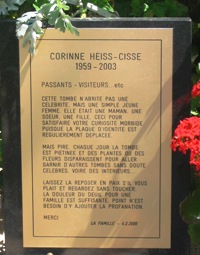 CORINNE HEISS-CISSE
1959 - 2003
PASSANTS - VISITEURS...etc
CETTE TOMBE N'ABRITE PAS UNE
CELEBRITE, MAIS UNE SIMPLE JEUNE
FEMME, ELLE ETAIT UNE MAMAN, UNE
SOEUR, UNE FILLE, CECI POUR
SATISFAIRE VOTRE CURIOSITE MORBIDE
PUISQUE LA PLAQUE D'IDENTITE EST
REGULIEREMENT DEPLACEE
MAIS PIRE CHAQUE JOUR LA TOMBE
EST PIETINEE ET DES PLANTES OU DES
FLEURS DISPARAISSENT POUR ALLER
GARNIR D'AUTRES TOMBES SANS DOUTE
CELEBRES, VOIRE DES INTERIEURS.
LAISSEZ LA REPOSER EN PAIX S'IL VOUS
PLAIT ET REGARDEZ SANS TOUCHER,
LA DOULEUR DU DEUIL POUR UNE
FAMILLE EST SUFFISANTE, POINT N'EST
BESOIN D'Y AJOUTER LA PROFANATION.
MERCI
LA FAMILLE -